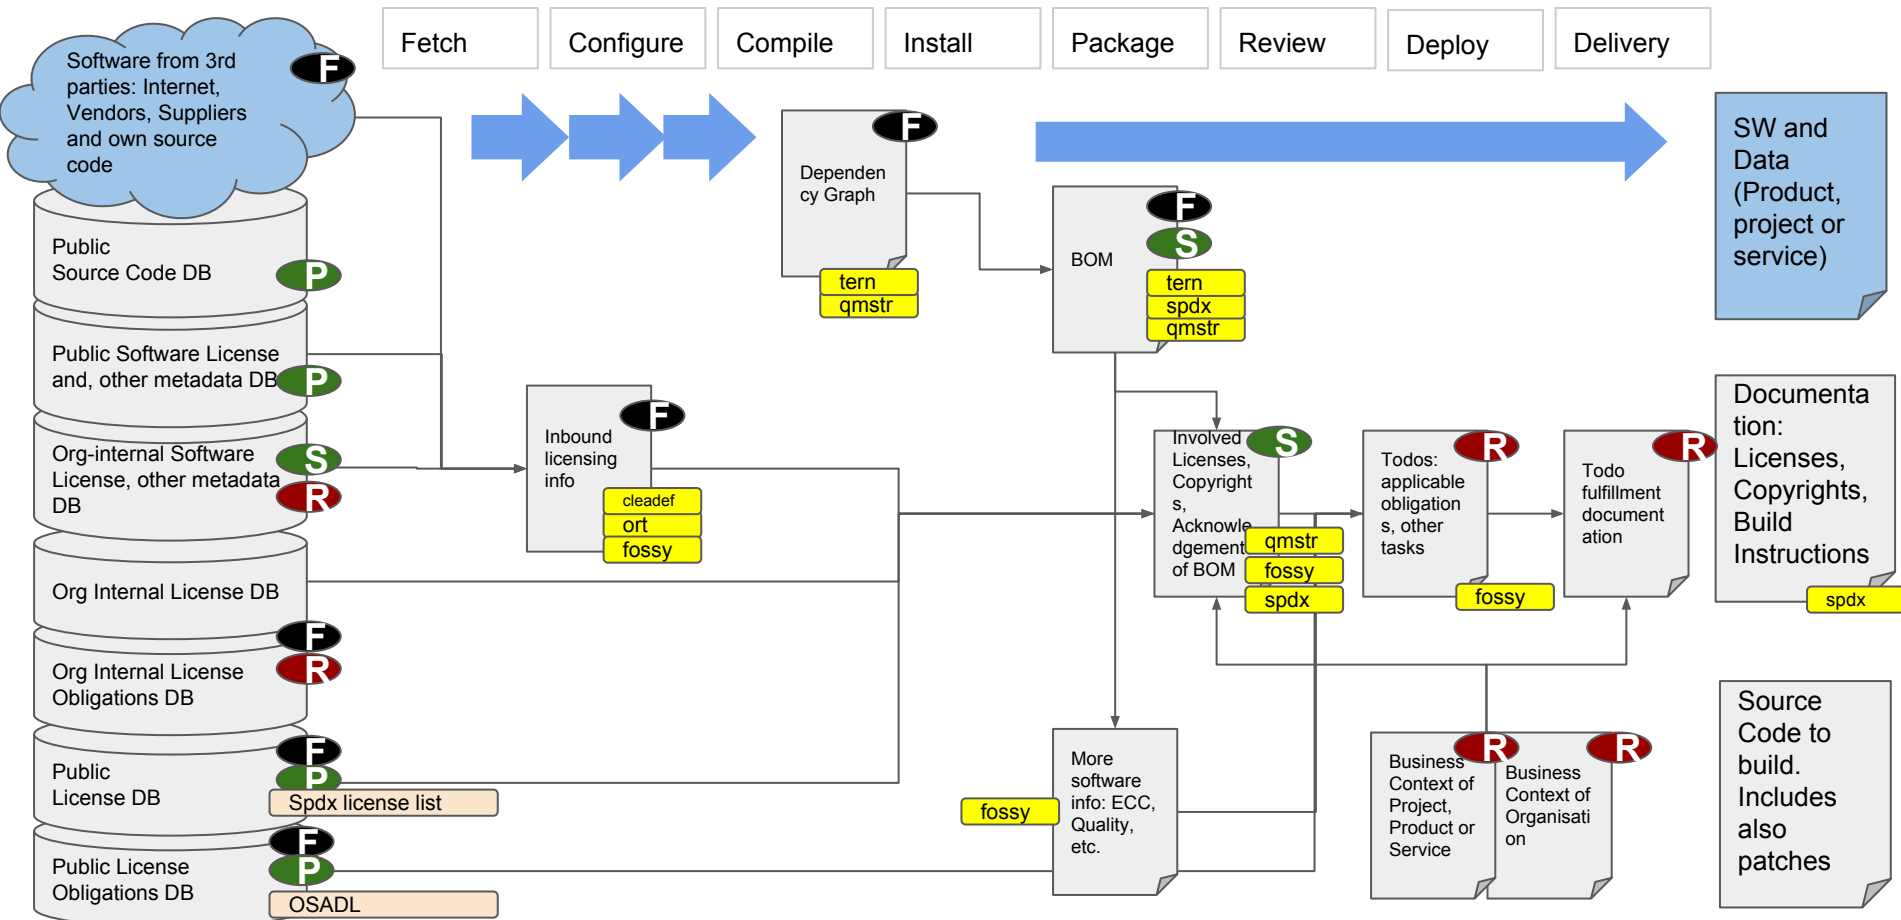 Fetch
Configure
Compile
Install
Package
Review
Deploy
Delivery
Software from 3rd
parties: Internet,
Vendors, Suppliers
and own source
code
F
Public
Source Code DB
P
Public Software License
and, other metadata DB
P
Org-internal Software
License, other metadata
DB
S
R
Org Internal License DB
F
Org Internal License
Obligations DB
R
F
Public
License DB
P
Spdx license list
F
Public License
Obligations DB
P
OSADL
Inbound
licensing
info
F
cleadef
ort
fossy
Dependen
cy Graph
F
tern
qmstr
BOM
F
S
tern
spdx
qmstr
Involved
Licenses,
Copyright
s,
Acknowle
dgement
of BOM
S
qmstr
fossy
spdx
Todos:
applicable
obligation
s, other
tasks
R
fossy
Todo
fulfillment
document
ation
R
More
software
info: ECC,
Quality,
etc.
fossy
Business
Context of
Project,
Product or
Service
R
Business
Context of
Organisati
on
R
SW and
Data
(Product,
project or
service)
Documenta
tion:
Licenses,
Copyrights,
Build
Instructions
spdx
Source
Code to
build.
Includes
also
patches